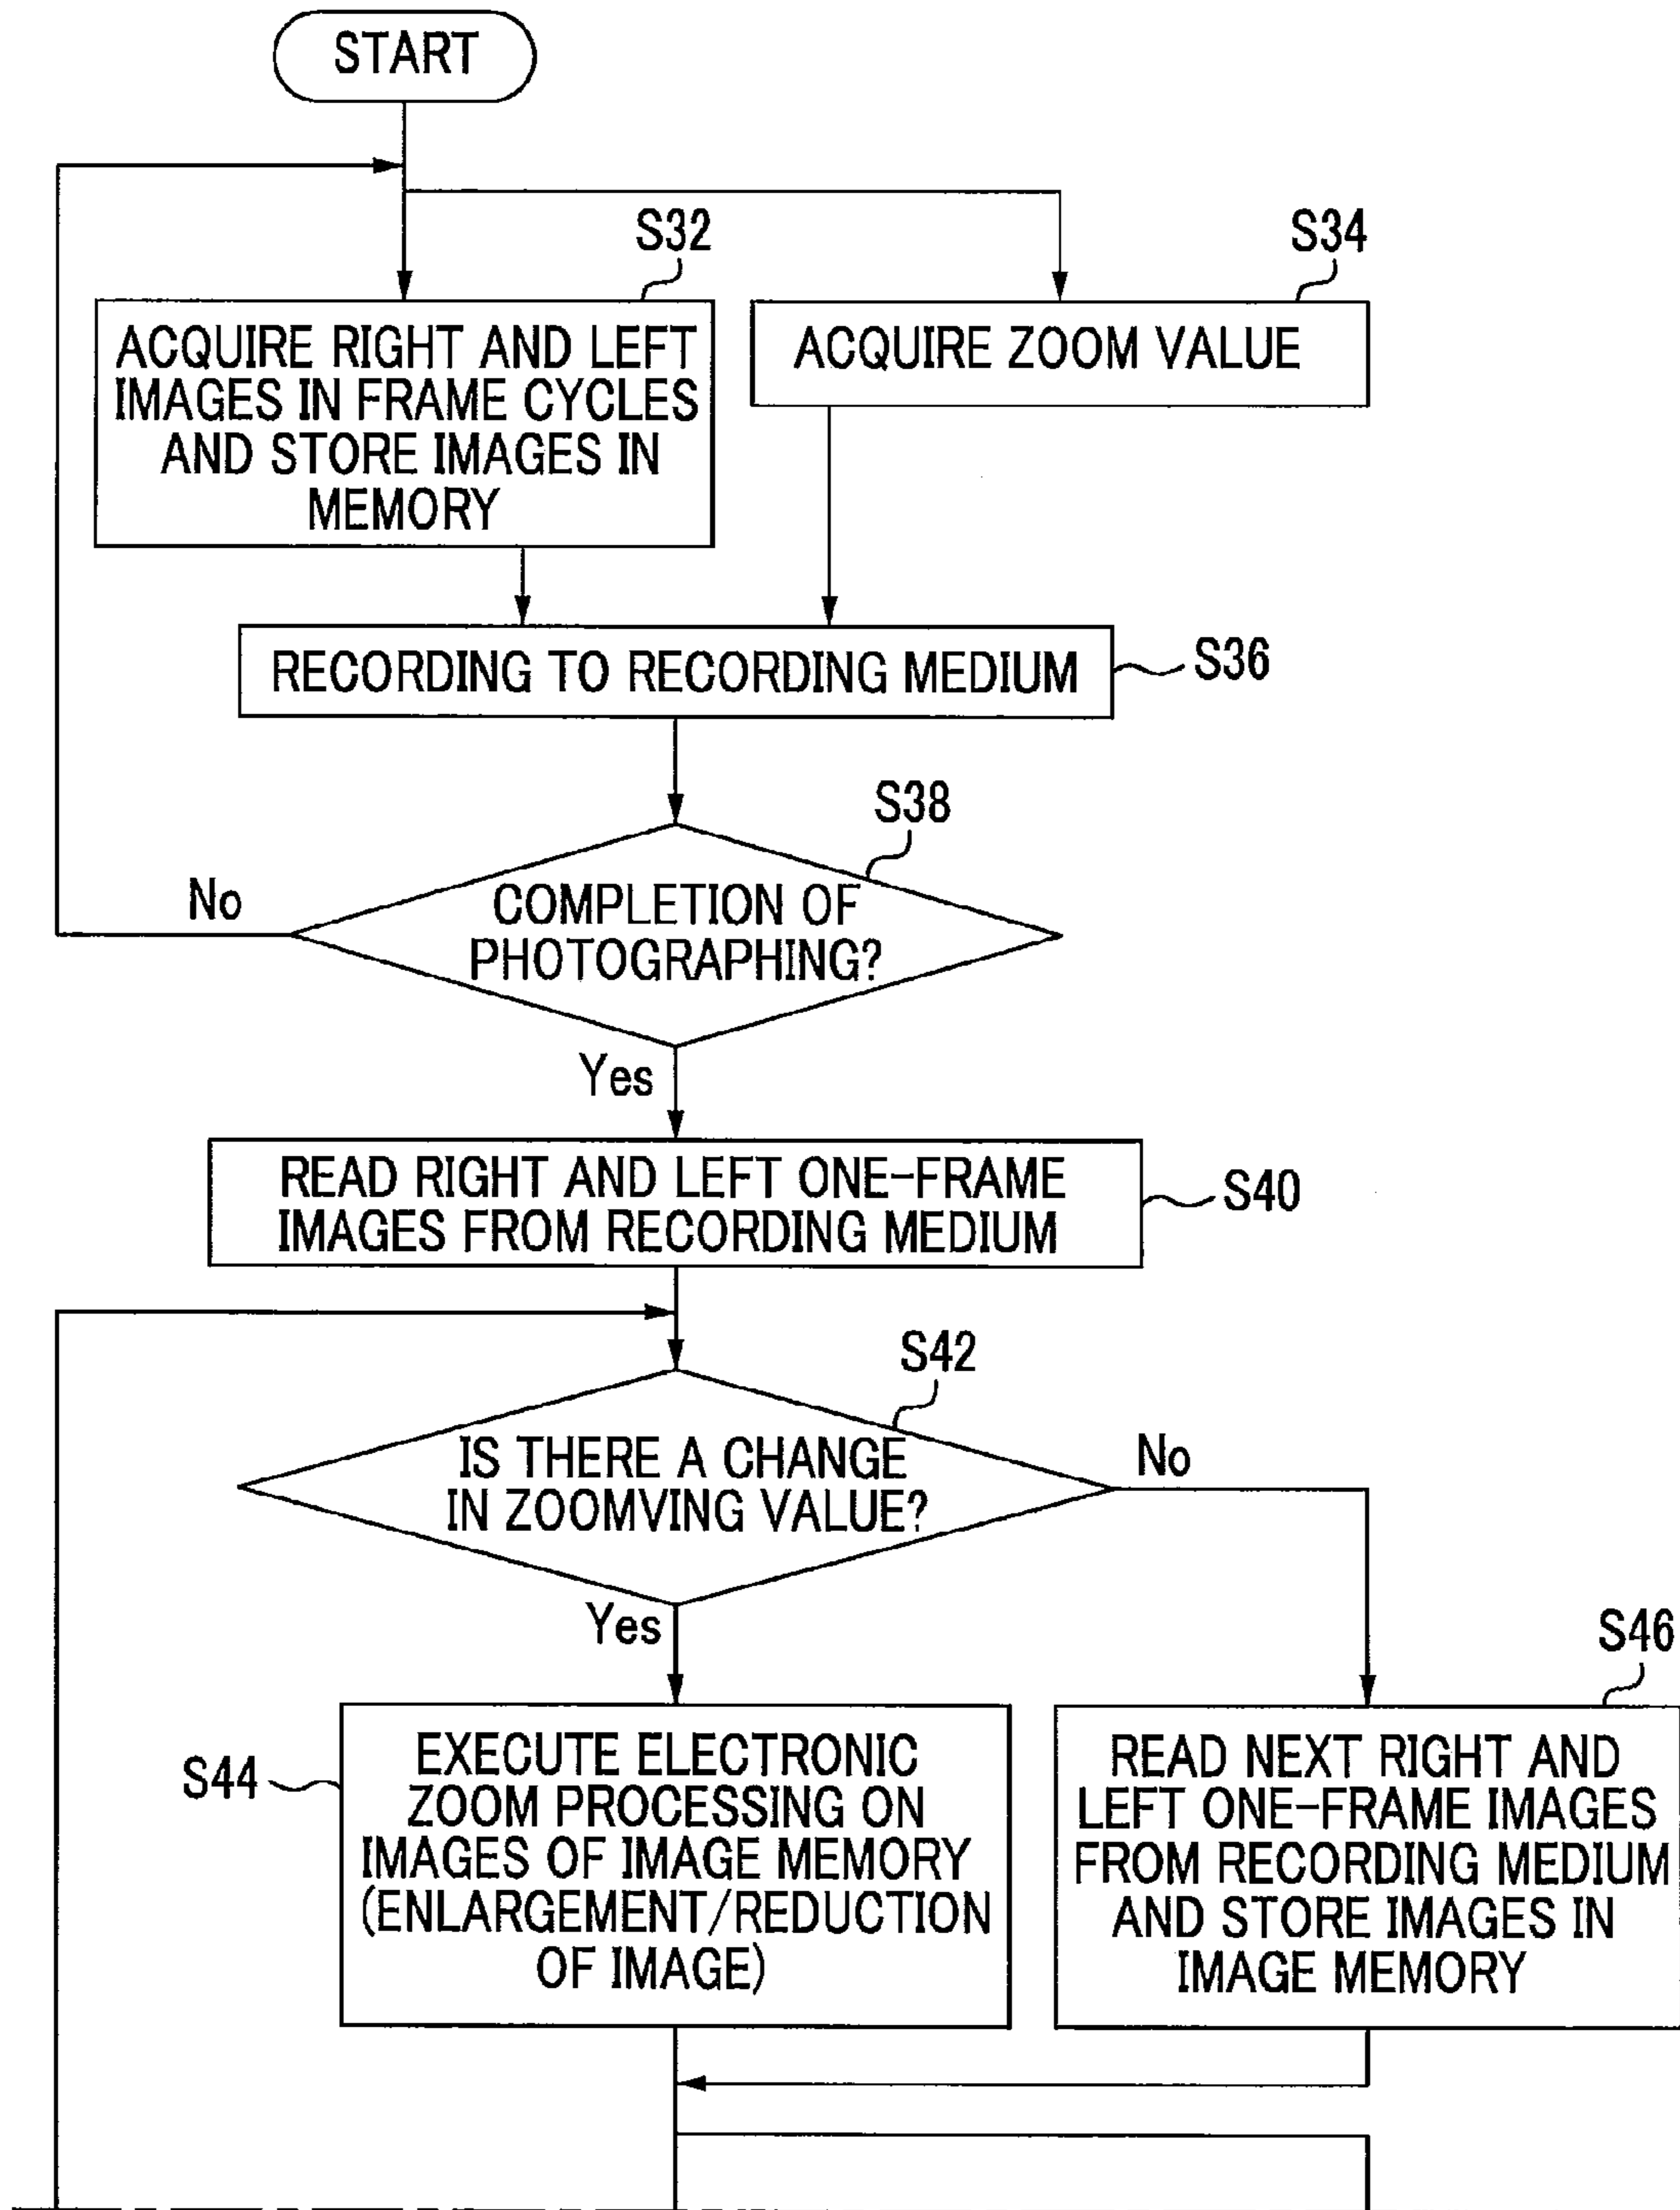 START
S32
S34
ACQUIRE RIGHT AND LEFT
IMAGES IN FRAME CYCLES
AND STORE IMAGES IN
MEMORY
ACQUIRE ZOOM VALUE
RECORDING TO RECORDING MEDIUM
S36
S38
No
COMPLETION OF
PHOTOGRAPHING?
Yes
READ RIGHT AND LEFT ONE-FRAME
IMAGES FROM RECORDING MEDIUM
S40
S42
IS THERE A CHANGE
IN ZOOMVING VALUE?
No
Yes
S46
S44
EXECUTE ELECTRONIC
ZOOM PROCESSING ON
IMAGES OF IMAGE MEMORY
(ENLARGEMENT/REDUCTION
OF IMAGE)
READ NEXT RIGHT AND
LEFT ONE-FRAME IMAGES
FROM RECORDING MEDIUM
AND STORE IMAGES IN
IMAGE MEMORY